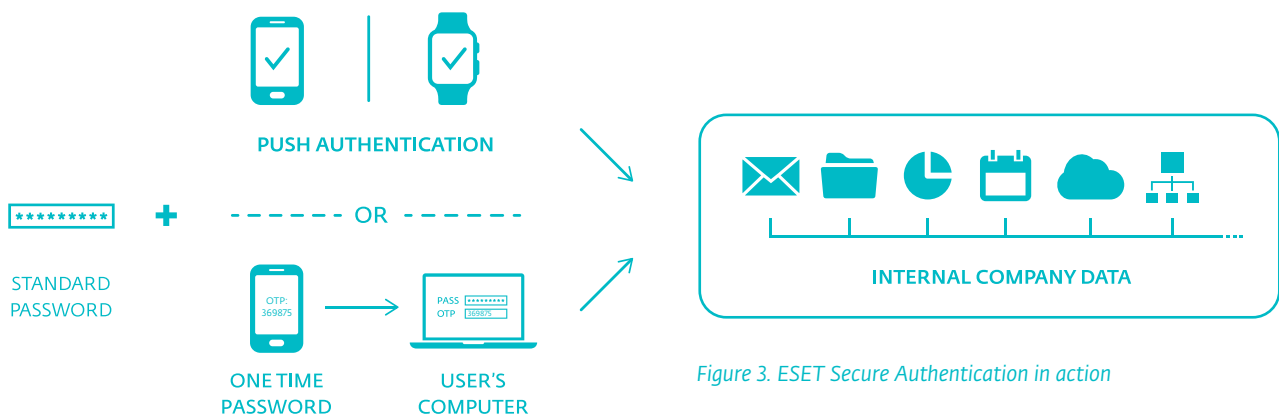 PUSH AUTHENTICATION
*********
+
OR
STANDARD
PASSWORD
OTP:
369875
ONE TIME
PASSWORD
PASS *********
OTP 369875
USER'S
COMPUTER
INTERNAL COMPANY DATA
Figure 3. ESET Secure Authentication in action